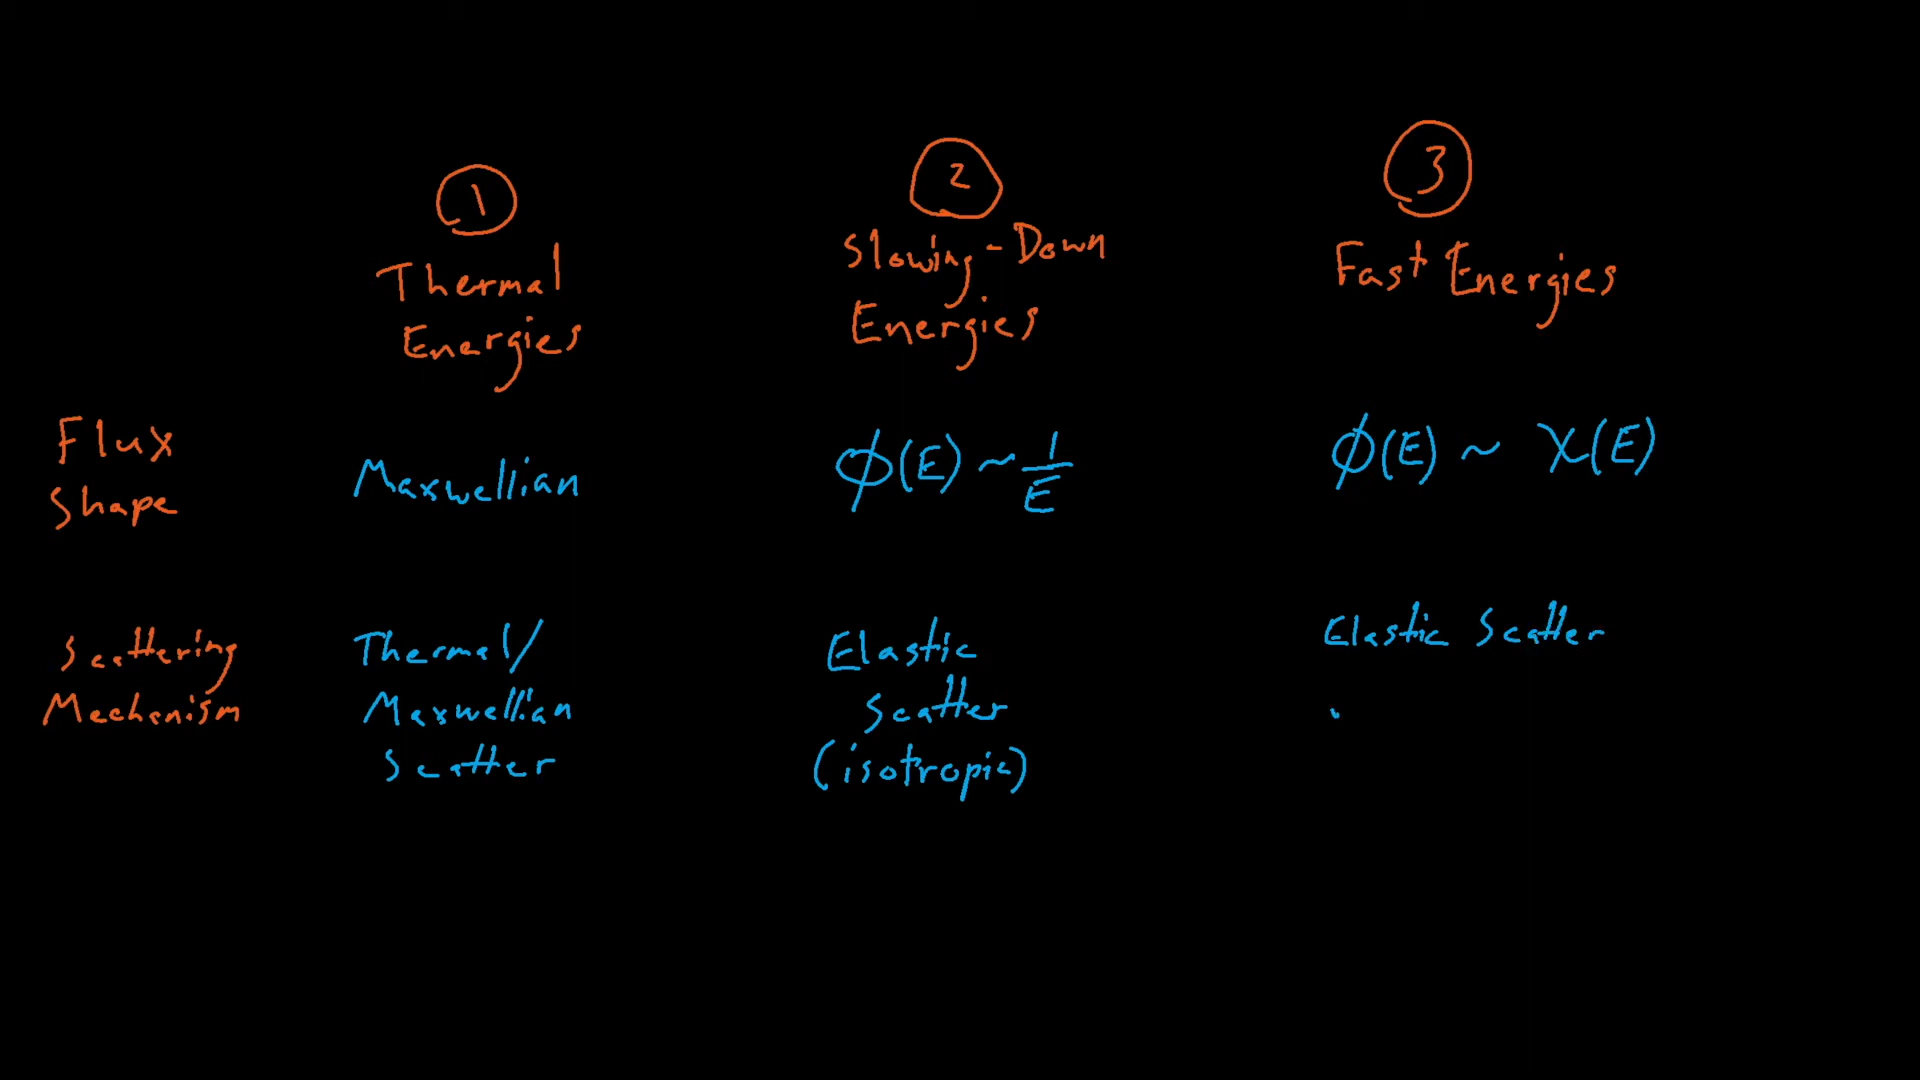 1
Thermal
Energies
2
Slowing-Down
Energies
3
Fast Energies
Flux
Shape
Maxwellian
ϕ(E) ~ 1/E
ϕ(E) ~ χ(E)
Scattering
Mechanism
Thermal/
Maxwellian
Scatter
Elastic
Scatter
(isotropic)
Elastic Scatter